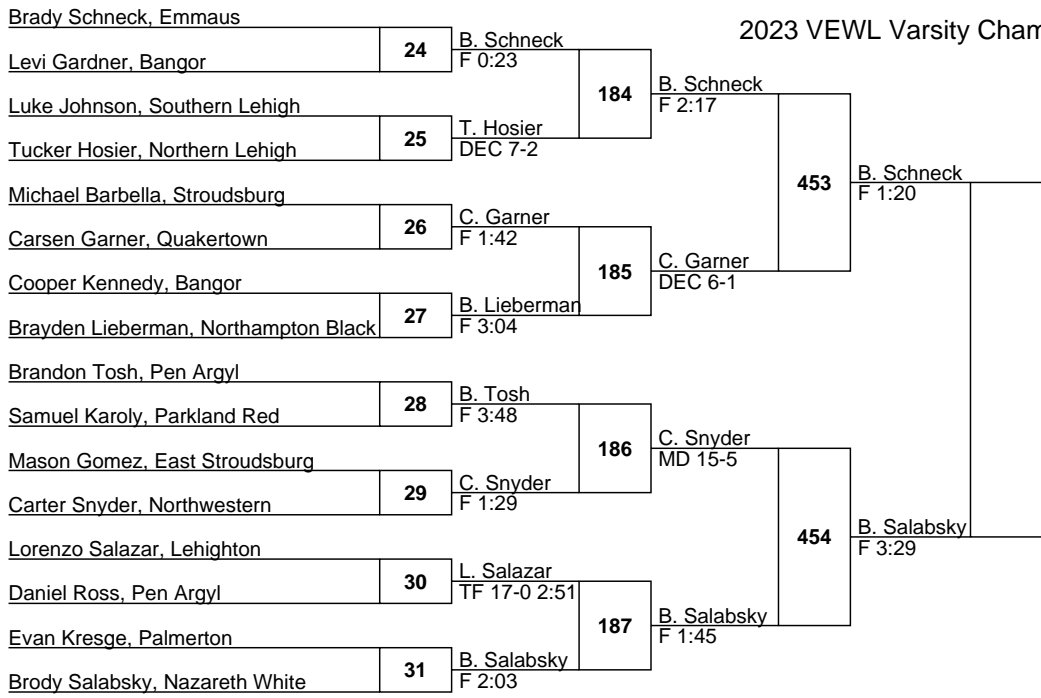 2023 VEWL Varsity Cham
Brady Schneck, Emmaus
24
B. Schneck
F 0:23
Levi Gardner, Bangor
184
B. Schneck
F 2:17
Luke Johnson, Southern Lehigh
25
T. Hosier
DEC 7-2
Tucker Hosier, Northern Lehigh
453
B. Schneck
F 1:20
Michael Barbella, Stroudsburg
26
C. Garner
F 1:42
Carsen Garner, Quakertown
185
C. Garner
DEC 6-1
Cooper Kennedy, Bangor
27
B. Lieberman
F 3:04
Brayden Lieberman, Northampton Black
Brandon Tosh, Pen Argyl
28
B. Tosh
F 3:48
Samuel Karoly, Parkland Red
186
C. Snyder
MD 15-5
Mason Gomez, East Stroudsburg
29
C. Snyder
F 1:29
Carter Snyder, Northwestern
454
B. Salabsky
F 3:29
Lorenzo Salazar, Lehighton
30
L. Salazar
TF 17-0 2:51
Daniel Ross, Pen Argyl
187
B. Salabsky
F 1:45
Evan Kresge, Palmerton
31
B. Salabsky
F 2:03
Brody Salabsky, Nazareth White